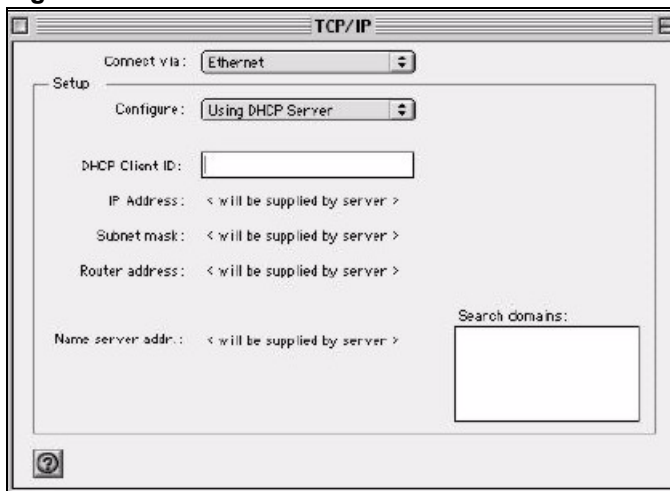 TCP/IP
Connect via: Ethernet
Setup
Configure: Using DHCP Server
DHCP Client ID:
IP Address: < will be supplied by server >
Subnet mask: < will be supplied by server >
Router address: < will be supplied by server >
Search domains:
Name server addr.: < will be supplied by server >
?